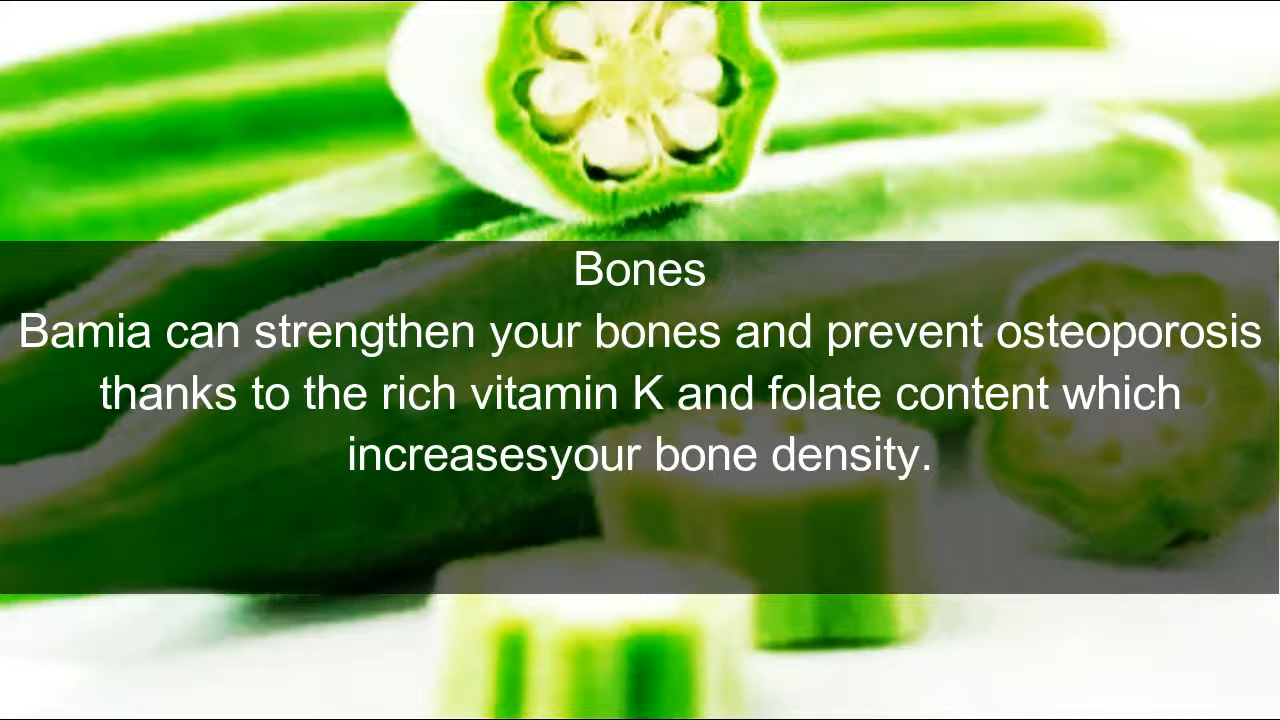 Bones
Bamia can strengthen your bones and prevent osteoporosis
thanks to the rich vitamin K and folate content which
increasesyour bone density.